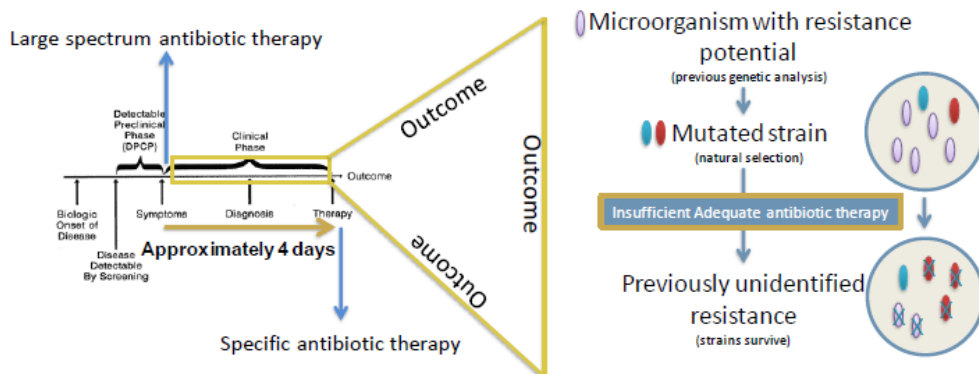 Large spectrum antibiotic therapy
Detectable
Preclinical
Phase
(DPCP)
Clinical
Phase
Outcome
Biologic
Onset of
Disease
Symptoms
Diagnosis
Therapy
Approximately 4 days
Disease
Detectable
By Screening
Specific antibiotic therapy
Outcome
Outcome
Outcome
Microorganism with resistance
potential
(previous genetic analysis)
Mutated strain
(natural selection)
Insufficient Adequate antibiotic therapy
Previously unidentified
resistance
(strains survive)